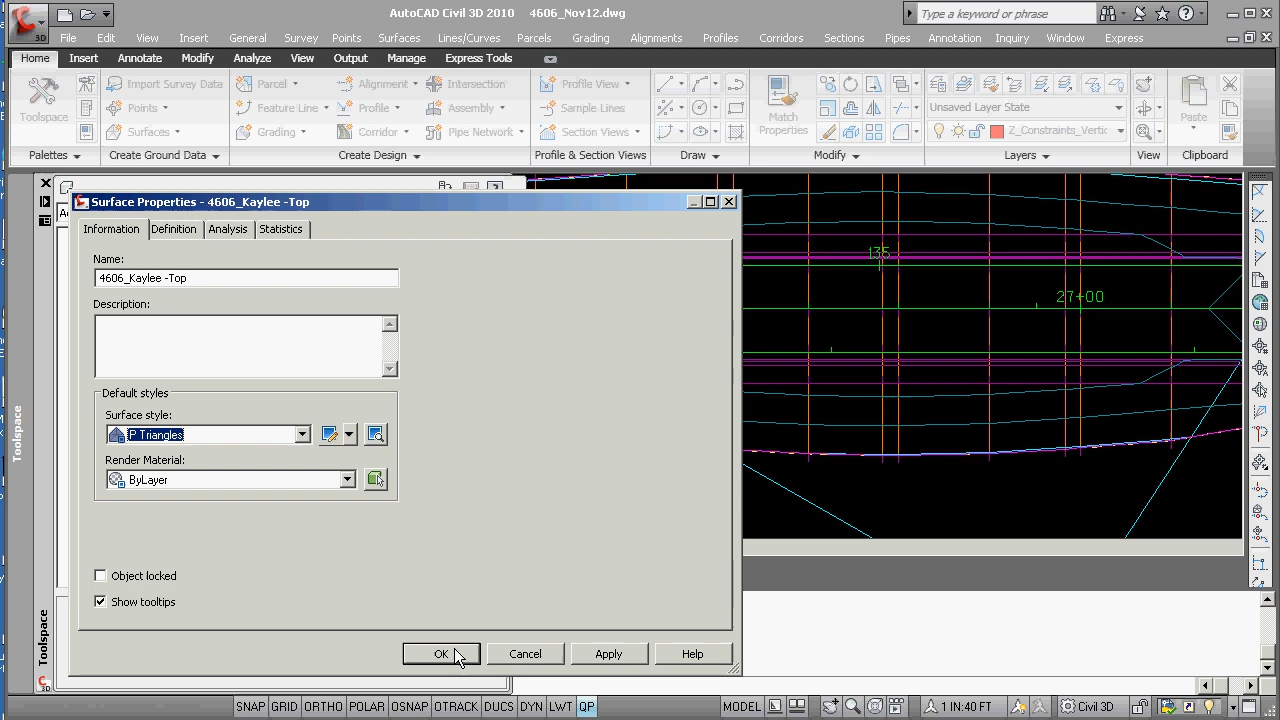 AutoCAD Civil 3D 2010 4606_Nov12.dwg
Type a keyword or phrase
3D
File Edit View Insert General Survey Points Surfaces Lines/Curves Parcels Grading Alignments Profiles Corridors Sections Pipes Annotation Inquiry Window Express
Home Insert Annotate Modify Analyze View Output Manage Express Tools
Import Survey Data Parcel Alignment Intersection Profile View
Unsaved Layer State
Toolspace Points Feature Line Profile Assembly Sample Lines Match Properties Paste
Surfaces Grading Corridor Pipe Network Section Views Z_Constraints_Vertic
Palettes Create Ground Data Create Design Profile & Section Views Draw Modify Layers View Clipboard
Surface Properties - 4606_Kaylee -Top
Information Definition Analysis Statistics
Name:
4606_Kaylee -Top
Description:
Default styles
Surface style:
P Triangles
Render Material:
ByLayer
Object locked
Show tooltips
OK Cancel Apply Help
135
27+00
Toolspace
Toolspace
3D
SNAP GRID ORTHO POLAR OSNAP OTRACK DUCS DYN LWT QP
MODEL
1 IN:40 FT
Civil 3D